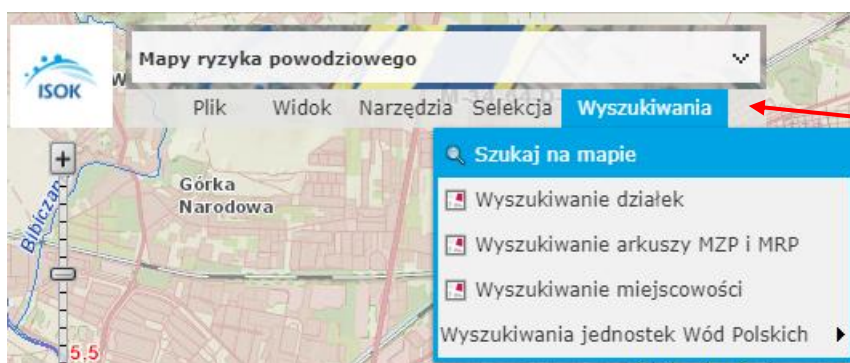 Mapy ryzyka powodziowego
ISOK
Plik Widok Narzędzia Selekcja Wyszukiwania
Szukaj na mapie
Górka
Narodowa
Wyszukiwanie działek
Bibiczan
Wyszukiwanie arkuszy MZP i MRP
Wyszukiwanie miejscowości
Wyszukiwania jednostek Wód Polskich
5,5